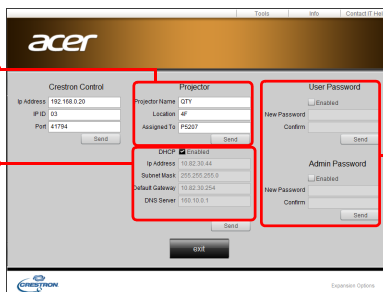 Tools Info Contact IT Hel
acer
Crestron Control
Ip Address 192.168.0.20
IP ID 03
Port 41794
Send
Projector
Projector Name QTY
Location 4F
Assigned To P5207
Send
DHCP Enabled
Ip Address 10.82.30.44
Subnet Mask 255.255.255.0
Default Gateway 10.82.30.254
DNS Server 160.10.0.1
Send
exit
User Password
Enabled
New Password
Confirm
Send
Admin Password
Enabled
New Password
Confirm
Send
CRESTRON
Expansion Options